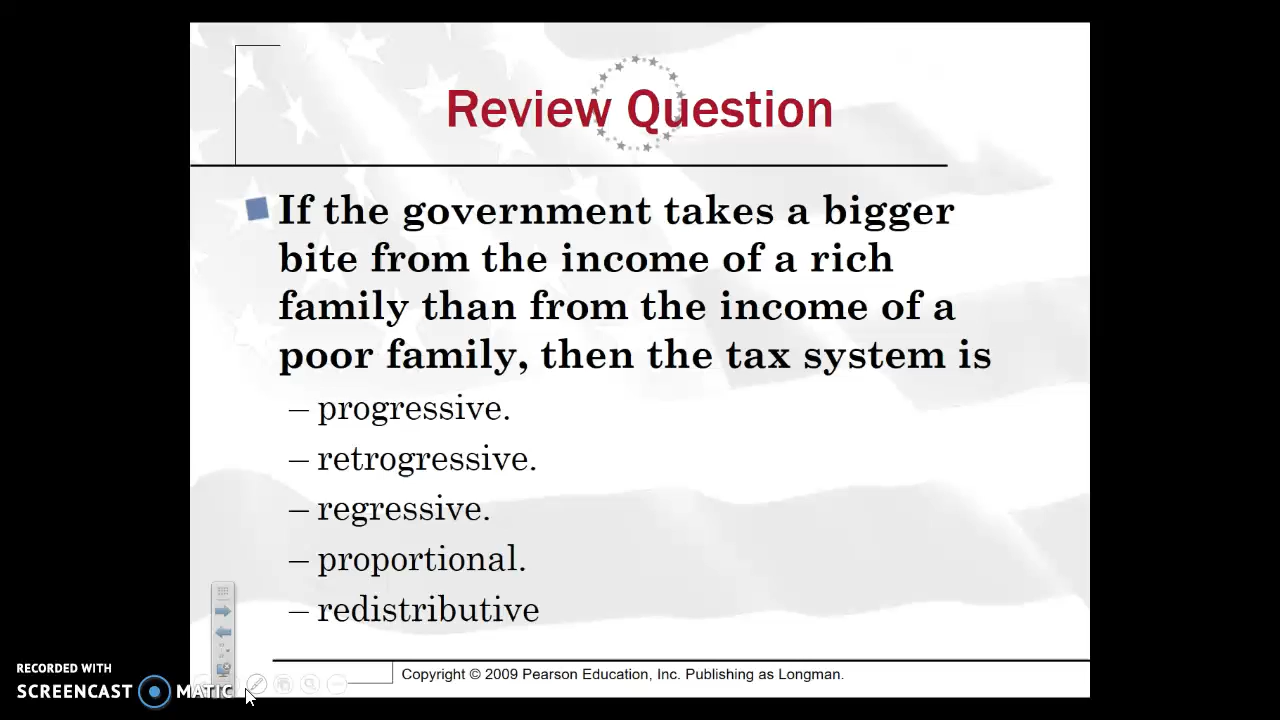 Review Question
If the government takes a bigger
bite from the income of a rich
family than from the income of a
poor family, then the tax system is
– progressive.
– retrogressive.
– regressive.
– proportional.
– redistributive
Copyright © 2009 Pearson Education, Inc. Publishing as Longman.
RECORDED WITH
SCREENCAST MATIC